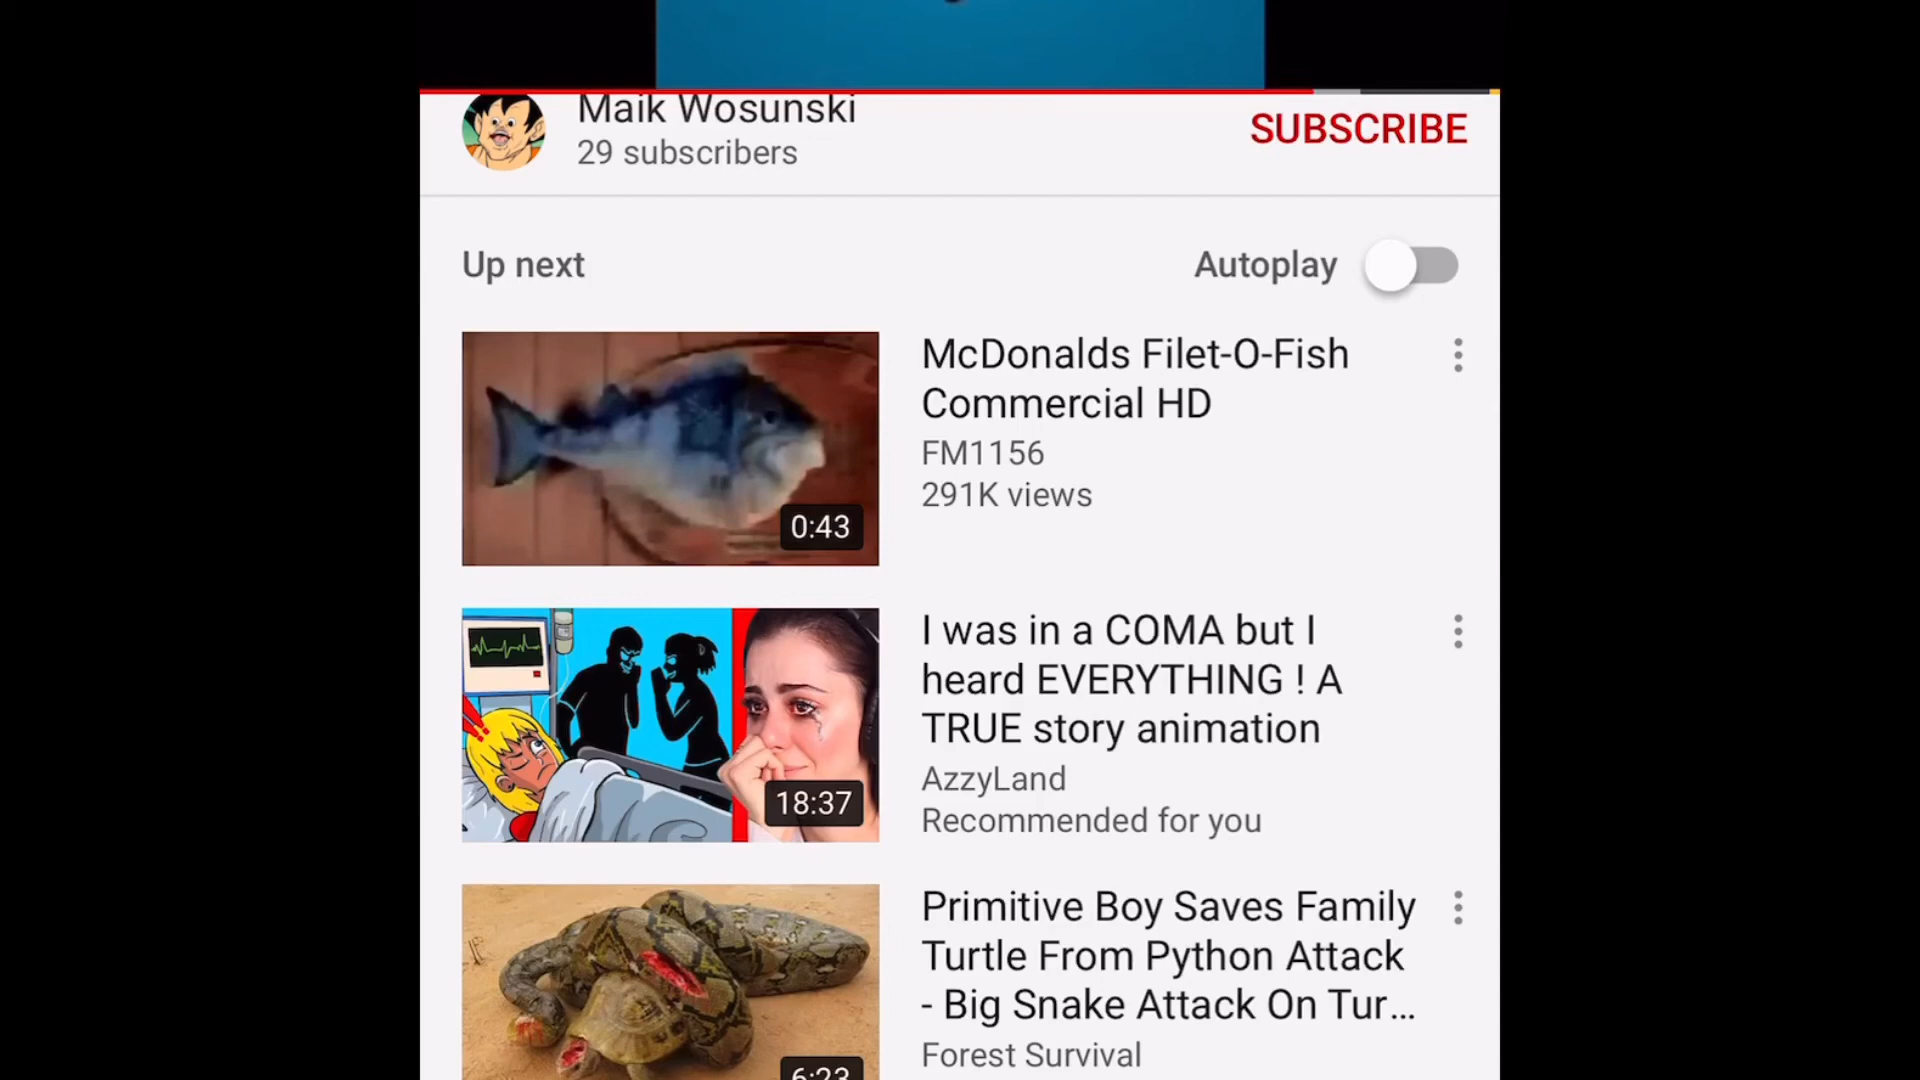 Maik Wosunski
29 subscribers
SUBSCRIBE
Up next
Autoplay
McDonalds Filet-O-Fish
Commercial HD
FM1156
291K views
0:43
I was in a COMA but I
heard EVERYTHING ! A
TRUE story animation
AzzyLand
Recommended for you
18:37
Primitive Boy Saves Family
Turtle From Python Attack
- Big Snake Attack On Tur...
Forest Survival
6:23